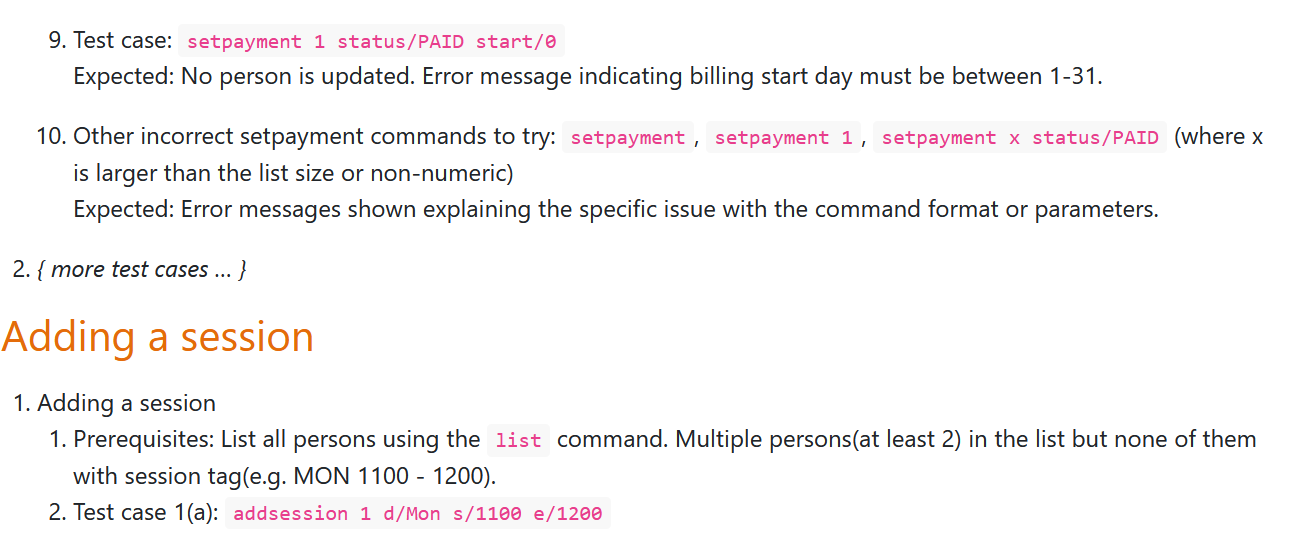 9. Test case: setpayment 1 status/PAID start/0
Expected: No person is updated. Error message indicating billing start day must be between 1-31.
10. Other incorrect setpayment commands to try: setpayment , setpayment 1 , setpayment x status/PAID (where x
is larger than the list size or non-numeric)
Expected: Error messages shown explaining the specific issue with the command format or parameters.
2. { more test cases … }
Adding a session
1. Adding a session
1. Prerequisites: List all persons using the list command. Multiple persons(at least 2) in the list but none of them
with session tag(e.g. MON 1100 - 1200).
2. Test case 1(a): addsession 1 d/Mon s/1100 e/1200